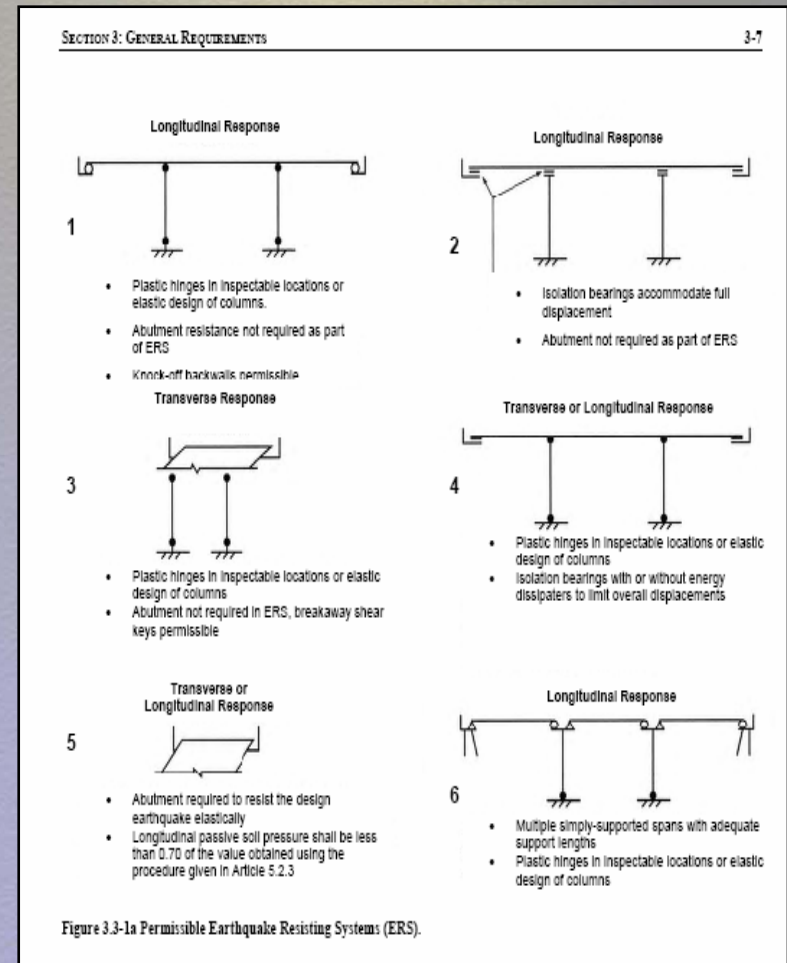 SECTION 3: GENERAL REQUIREMENTS 3-7
Longitudinal Response
1
• Plastic hinges in inspectable locations or
elastic design of columns.
• Abutment resistance not required as part
of ERS
• Knock-off backwalls permissible
Longitudinal Response
2
• Isolation bearings accommodate full
displacement
• Abutment not required as part of ERS
Transverse Response
3
• Plastic hinges in inspectable locations or elastic
design of columns
• Abutment not required in ERS, breakaway shear
keys permissible
Transverse or Longitudinal Response
4
• Plastic hinges in inspectable locations or elastic
design of columns
• Isolation bearings with or without energy
dissipaters to limit overall displacements
Transverse or
Longitudinal Response
5
• Abutment required to resist the design
earthquake elastically
• Longitudinal passive soil pressure shall be less
than 0.70 of the value obtained using the
procedure given in Article 5.2.3
Longitudinal Response
6
• Multiple simply-supported spans with adequate
support lengths
• Plastic hinges in inspectable locations or elastic
design of columns
Figure 3.3-1a Permissible Earthquake Resisting Systems (ERS).